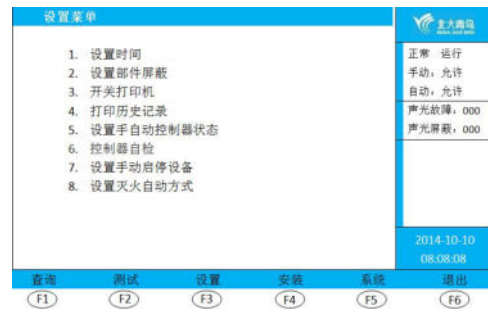 设置菜单
1. 设置时间
2. 设置部件屏蔽
3. 开关打印机
4. 打印历史记录
5. 设置手自动控制器状态
6. 控制器自检
7. 设置手动启停设备
8. 设置灭火自动方式
北大青鸟
正常 运行
手动：允许
自动：允许
声光故障：000
声光屏蔽：000
2014-10-10
08:08:08
查询 测试 设置 安装 系统 退出
F1 F2 F3 F4 F5 F6